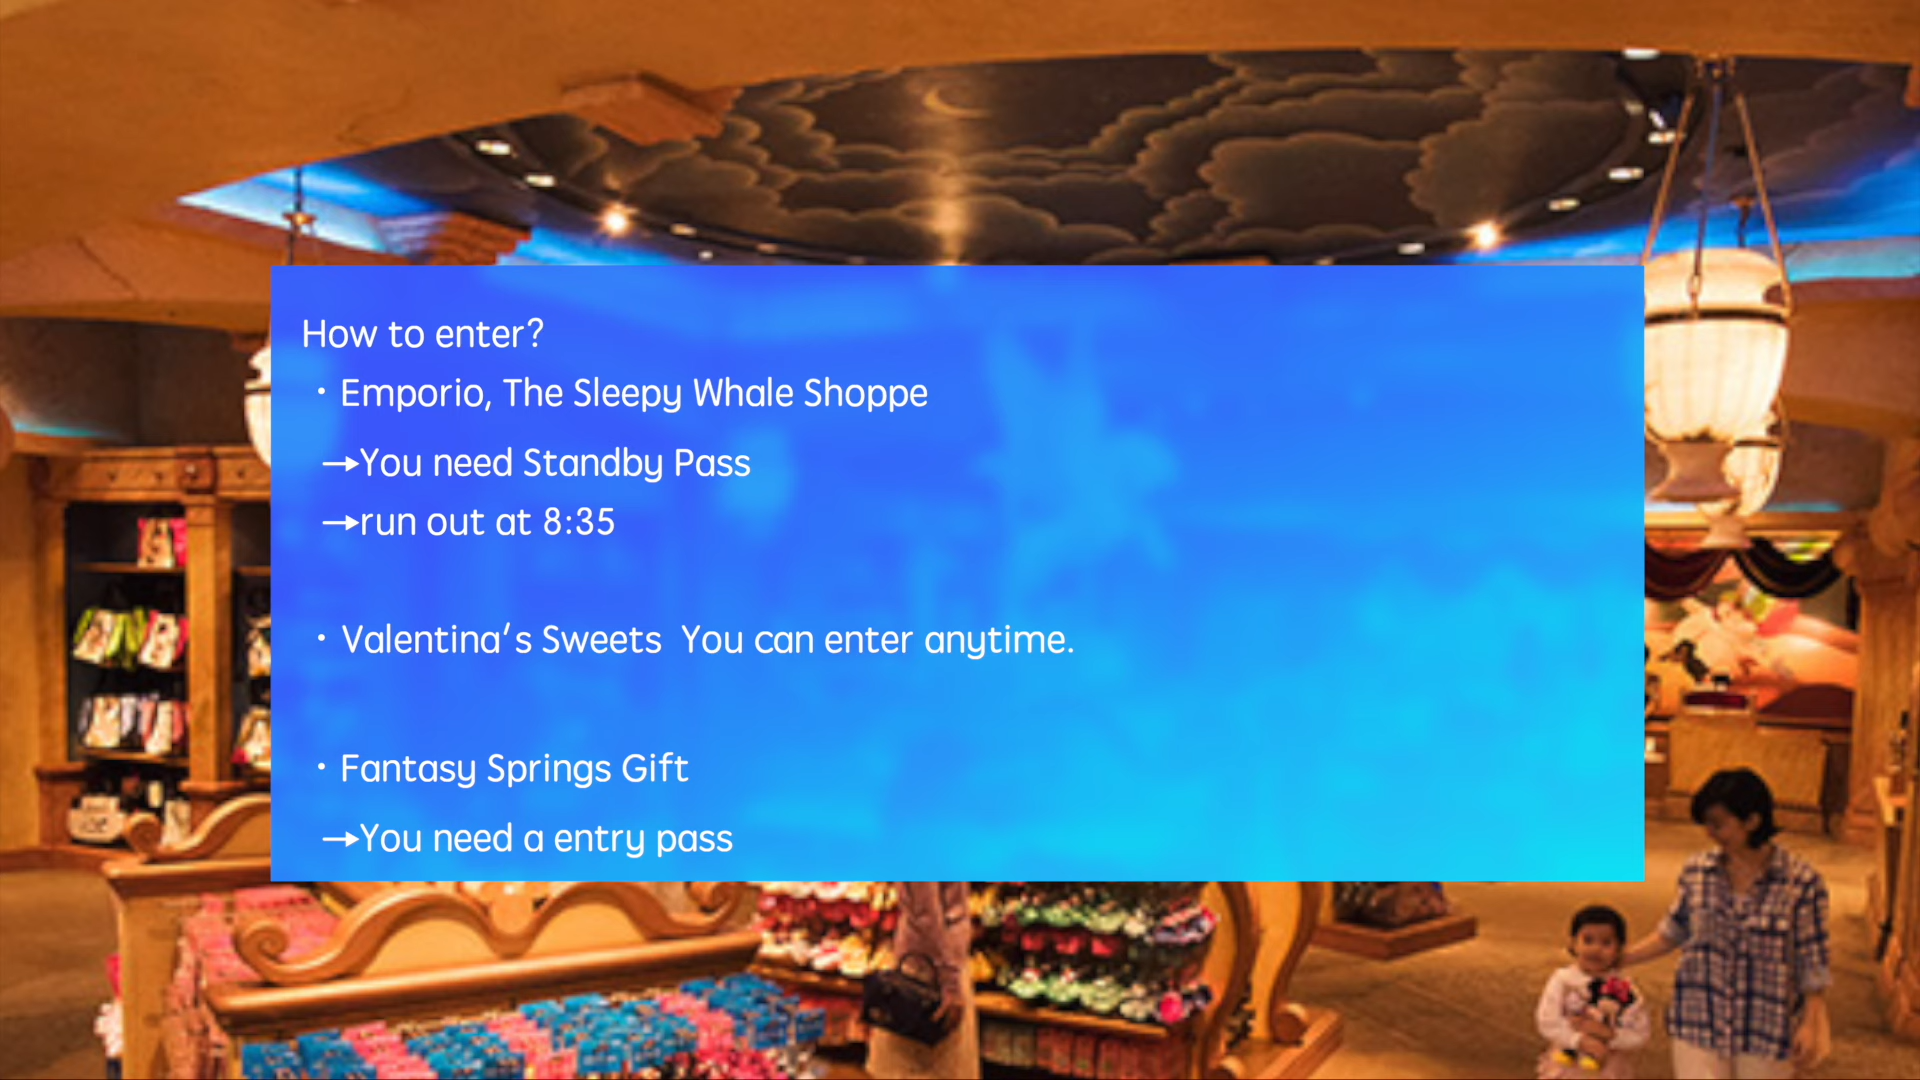 How to enter?
・Emporio, The Sleepy Whale Shoppe
→You need Standby Pass
→run out at 8:35
・Valentina's Sweets  You can enter anytime.
・Fantasy Springs Gift
→You need a entry pass